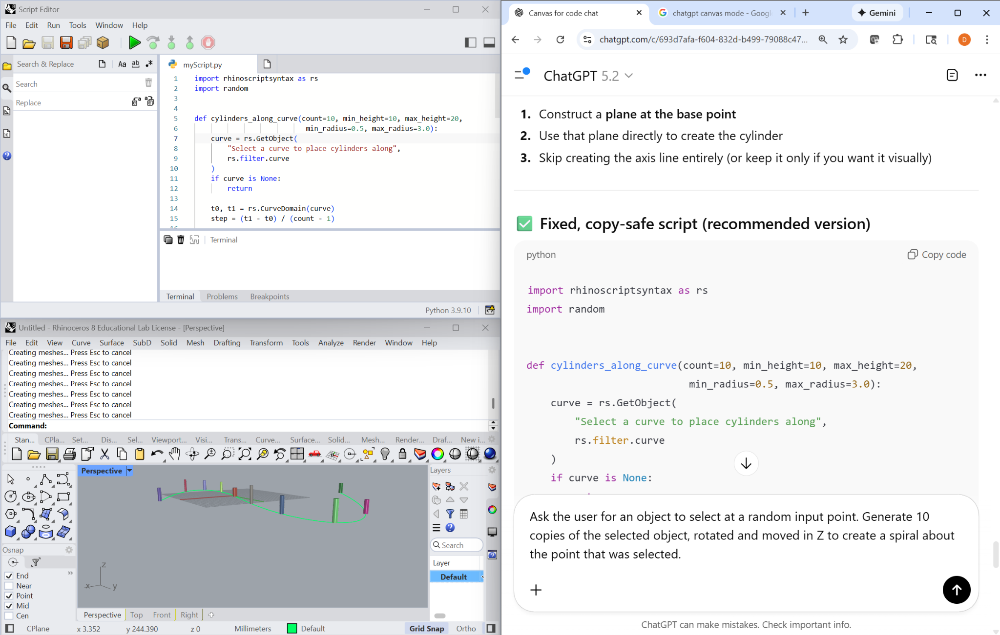 Script Editor
File Edit Run Tools Window Help
Search & Replace
Aa ab .*
Search
Replace
myScript.py
1 import rhinoscriptsyntax as rs
2 import random
3
4
5 def cylinders_along_curve(count=10, min_height=10, max_height=20,
6 min_radius=0.5, max_radius=3.0):
7 curve = rs.GetObject(
8 "Select a curve to place cylinders along",
9 rs.filter.curve
10 )
11 if curve is None:
12 return
13
14 t0, t1 = rs.CurveDomain(curve)
15 step = (t1 - t0) / (count - 1)
16
\n Terminal
Terminal Problems Breakpoints
Python 3.9.10
Untitled - Rhinoceros 8 Educational Lab License - [Perspective]
File Edit View Curve Surface SubD Solid Mesh Drafting Transform Tools Analyze Render Window Help
Creating meshes... Press Esc to cancel
Creating meshes... Press Esc to cancel
Creating meshes... Press Esc to cancel
Creating meshes... Press Esc to cancel
Creating meshes... Press Esc to cancel
Creating meshes... Press Esc to cancel
Creating meshes... Press Esc to cancel
Command:
Stan... CPla... Set... Dis... Sel... Viewport... Visi... Trans... Curve... Surface... Solid... Mesh... Render... Draf... New i...
Perspective
z
x y
Osnap
End
Near
Point
Mid
Cen
Layers
Search
Layer
Default
Perspective Top Front Right
CPlane x 3.352 y 244.390 z 0 Millimeters Default Grid Snap Ortho
Canvas for code chat
chatgpt canvas mode - Googl
Gemini
chatgpt.com/c/693d7afa-f604-832d-b499-79088c47...
D
ChatGPT 5.2
1. Construct a plane at the base point
2. Use that plane directly to create the cylinder
3. Skip creating the axis line entirely (or keep it only if you want it visually)
Fixed, copy-safe script (recommended version)
python
Copy code
import rhinoscriptsyntax as rs
import random
def cylinders_along_curve(count=10, min_height=10, max_height=20,
min_radius=0.5, max_radius=3.0):
curve = rs.GetObject(
"Select a curve to place cylinders along",
rs.filter.curve
)
if curve is None:
Ask the user for an object to select at a random input point. Generate 10
copies of the selected object, rotated and moved in Z to create a spiral about
the point that was selected.
ChatGPT can make mistakes. Check important info.